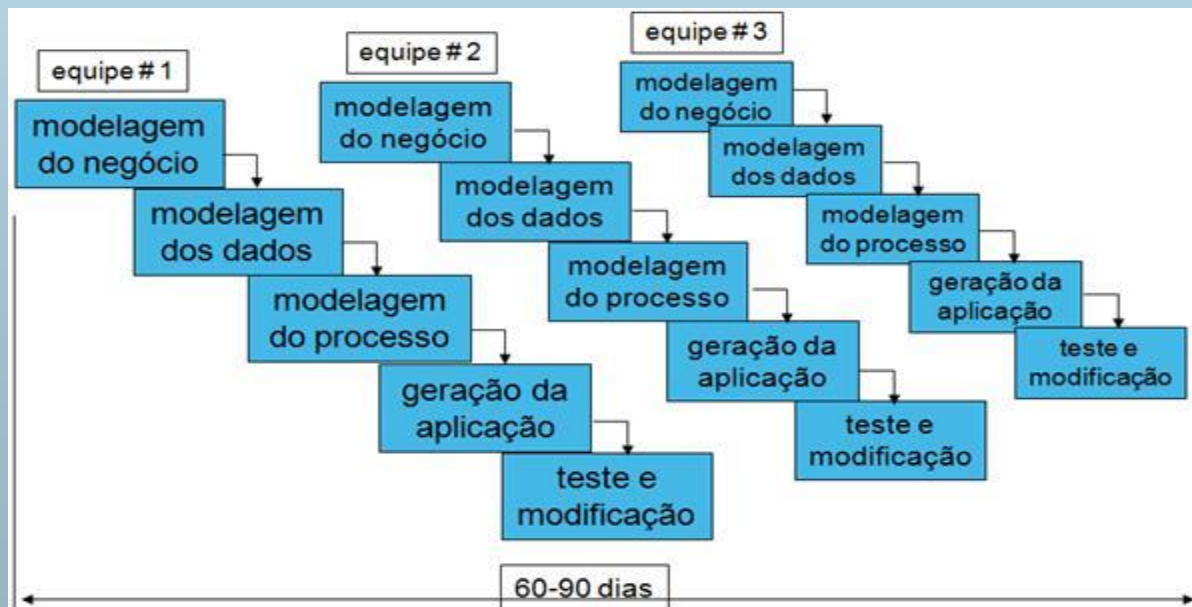 equipe # 1
modelagem
do negócio
modelagem
dos dados
modelagem
do processo
geração da
aplicação
teste e
modificação
equipe # 2
modelagem
do negócio
modelagem
dos dados
modelagem
do processo
geração da
aplicação
teste e
modificação
equipe # 3
modelagem
do negócio
modelagem
dos dados
modelagem
do processo
geração da
aplicação
teste e
modificação
60-90 dias